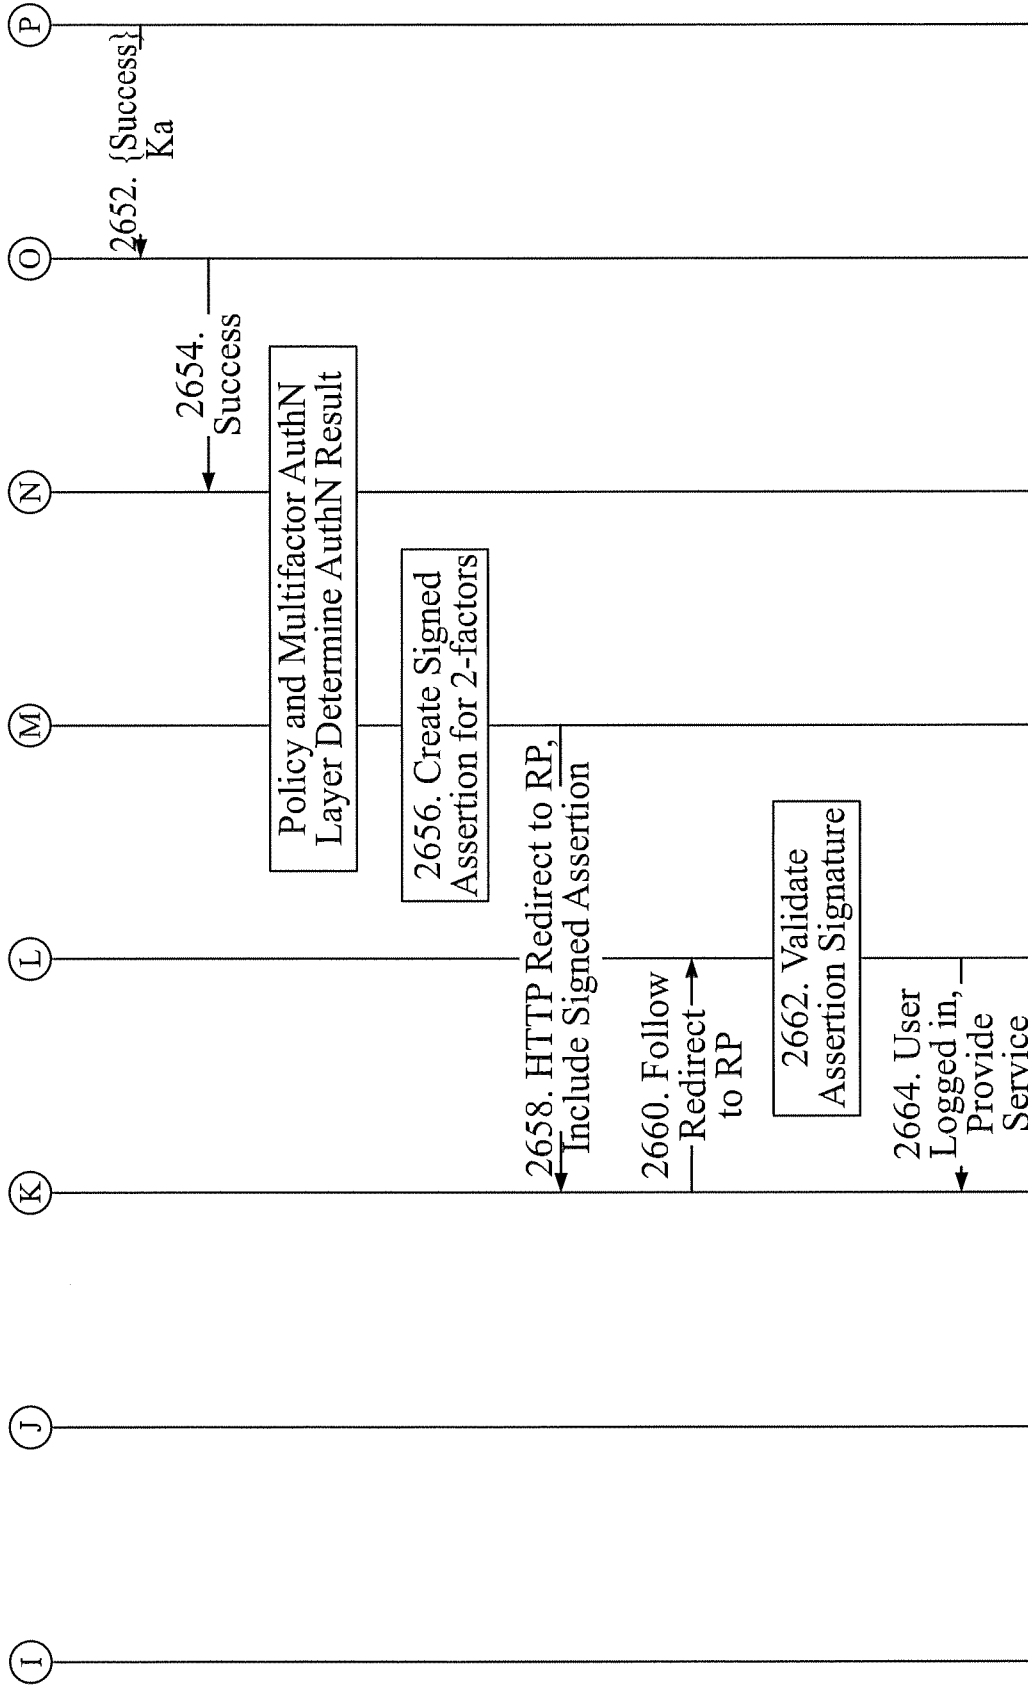 I
J
K
L
M
N
O
P
2652. {Success}
Ka
2654.
Success
Policy and Multifactor AuthN
Layer Determine AuthN Result
2656. Create Signed
Assertion for 2-factors
2658. HTTP Redirect to RP,
Include Signed Assertion
2660. Follow
Redirect
to RP
2662. Validate
Assertion Signature
2664. User
Logged in,
Provide
Service